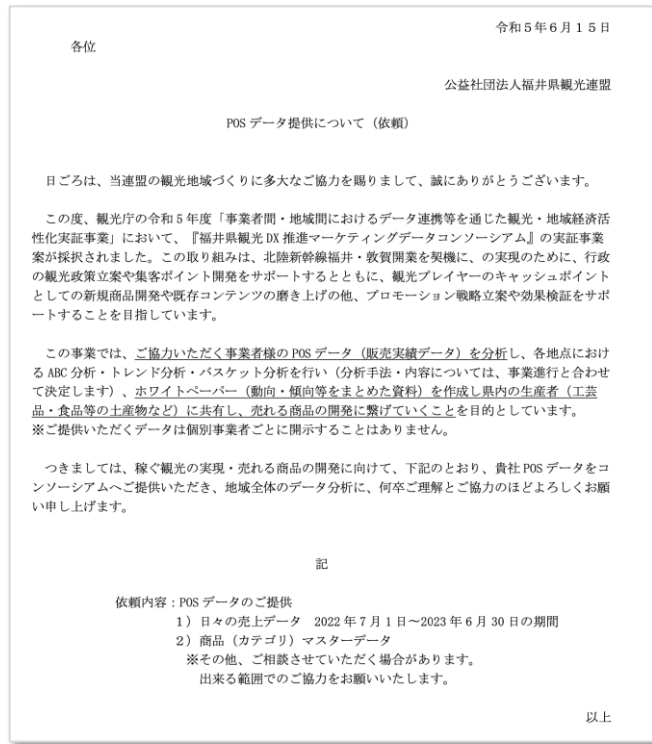 令和5年6月15日
各位
公益社団法人福井県観光連盟
POSデータ提供について（依頼）
日ごろは、当連盟の観光地域づくりに多大なご協力を賜りまして、誠にありがとうございます。
この度、観光庁の令和5年度「事業者間・地域間におけるデータ連携等を通じた観光・地域経済活
性化実証事業」において、『福井県観光DX推進マーケティングデータコンソーシアム』の実証事業
案が採択されました。この取り組みは、北陸新幹線福井・敦賀開業を契機に、の実現のために、行政
の観光政策立案や集客ポイント開発をサポートするとともに、観光プレイヤーのキャッシュポイント
としての新規商品開発や既存コンテンツの磨き上げの他、プロモーション戦略立案や効果検証をサポ
ートすることを目指しています。
この事業では、ご協力いただく事業者様のPOSデータ（販売実績データ）を分析し、各地点におけ
るABC分析・トレンド分析・バスケット分析を行い（分析手法・内容については、事業進行と合わせ
て決定します）、ホワイトペーパー（動向・傾向等をまとめた資料）を作成し県内の生産者（工芸
品・食品等の土産物など）に共有し、売れる商品の開発に繋げていくことを目的としています。
※ご提供いただくデータは個別事業者ごとに開示することはありません。
つきましては、稼ぐ観光の実現・売れる商品の開発に向けて、下記のとおり、貴社POSデータをコ
ンソーシアムへご提供いただき、地域全体のデータ分析に、何卒ご理解とご協力のほどよろしくお願
い申し上げます。
記
依頼内容：POSデータのご提供
1）日々の売上データ　2022年7月1日～2023年6月30日の期間
2）商品（カテゴリ）マスターデータ
※その他、ご相談させていただく場合があります。
出来る範囲でのご協力をお願いいたします。
以上